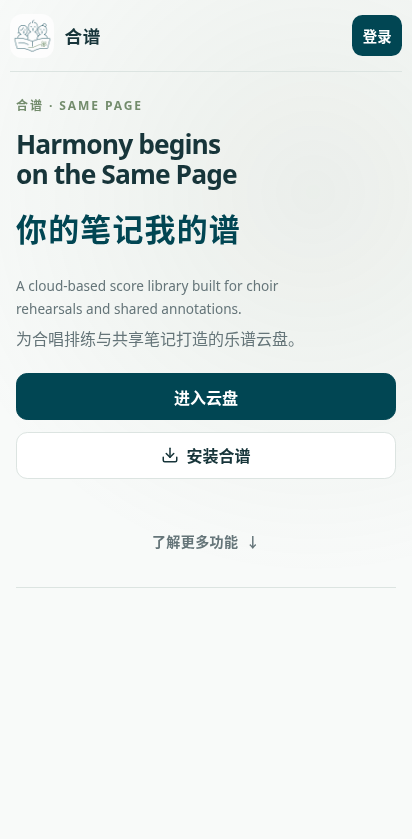 合谱
登录
合谱 · SAME PAGE
Harmony begins
on the Same Page
你的笔记我的谱
A cloud-based score library built for choir
rehearsals and shared annotations.
为合唱排练与共享笔记打造的乐谱云盘。
进入云盘
安装合谱
了解更多功能 ↓